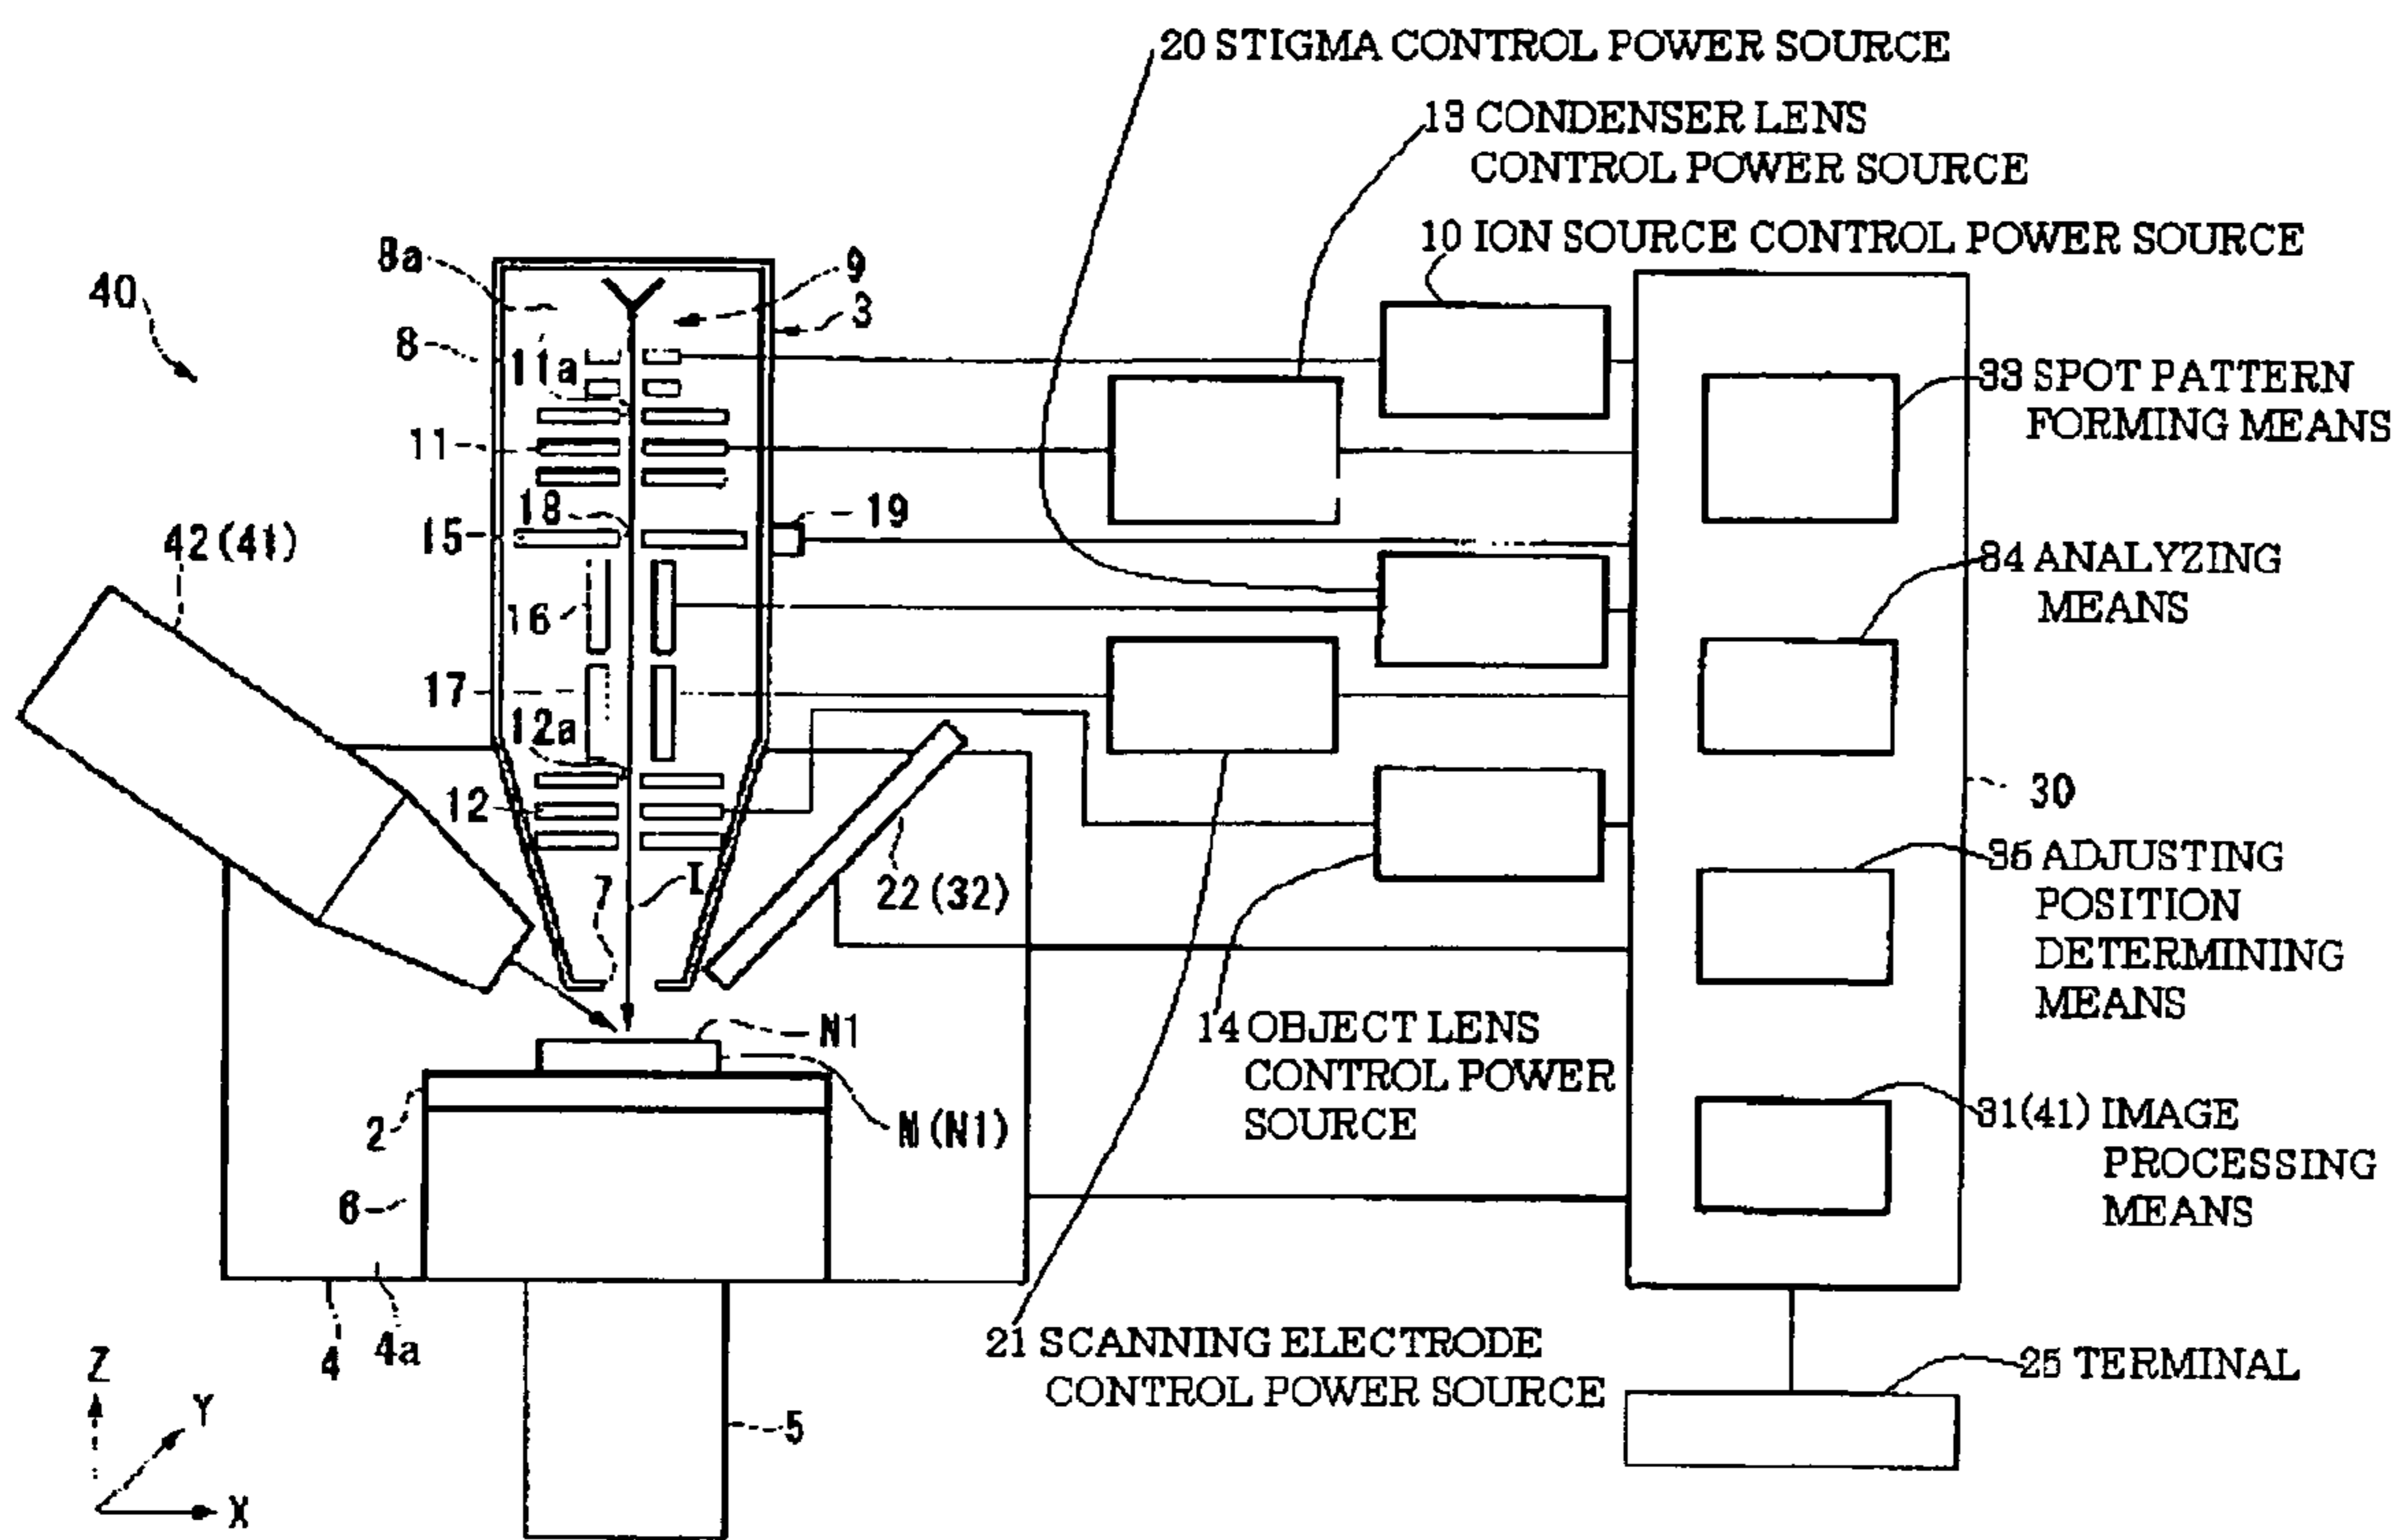 20 STIGMA CONTROL POWER SOURCE
13 CONDENSER LENS
CONTROL POWER SOURCE
10 ION SOURCE CONTROL POWER SOURCE
8a
9
40
3
8
11a
33 SPOT PATTERN
FORMING MEANS
11
18
19
15
42(41)
34 ANALYZING
MEANS
16
17
12a
30
12
7
I
22(32)
35 ADJUSTING
POSITION
DETERMINING
MEANS
N1
14 OBJECT LENS
CONTROL POWER
SOURCE
2
N(N1)
31(41) IMAGE
PROCESSING
MEANS
6
4
4a
21 SCANNING ELECTRODE
CONTROL POWER SOURCE
25 TERMINAL
Z
Y
X
5